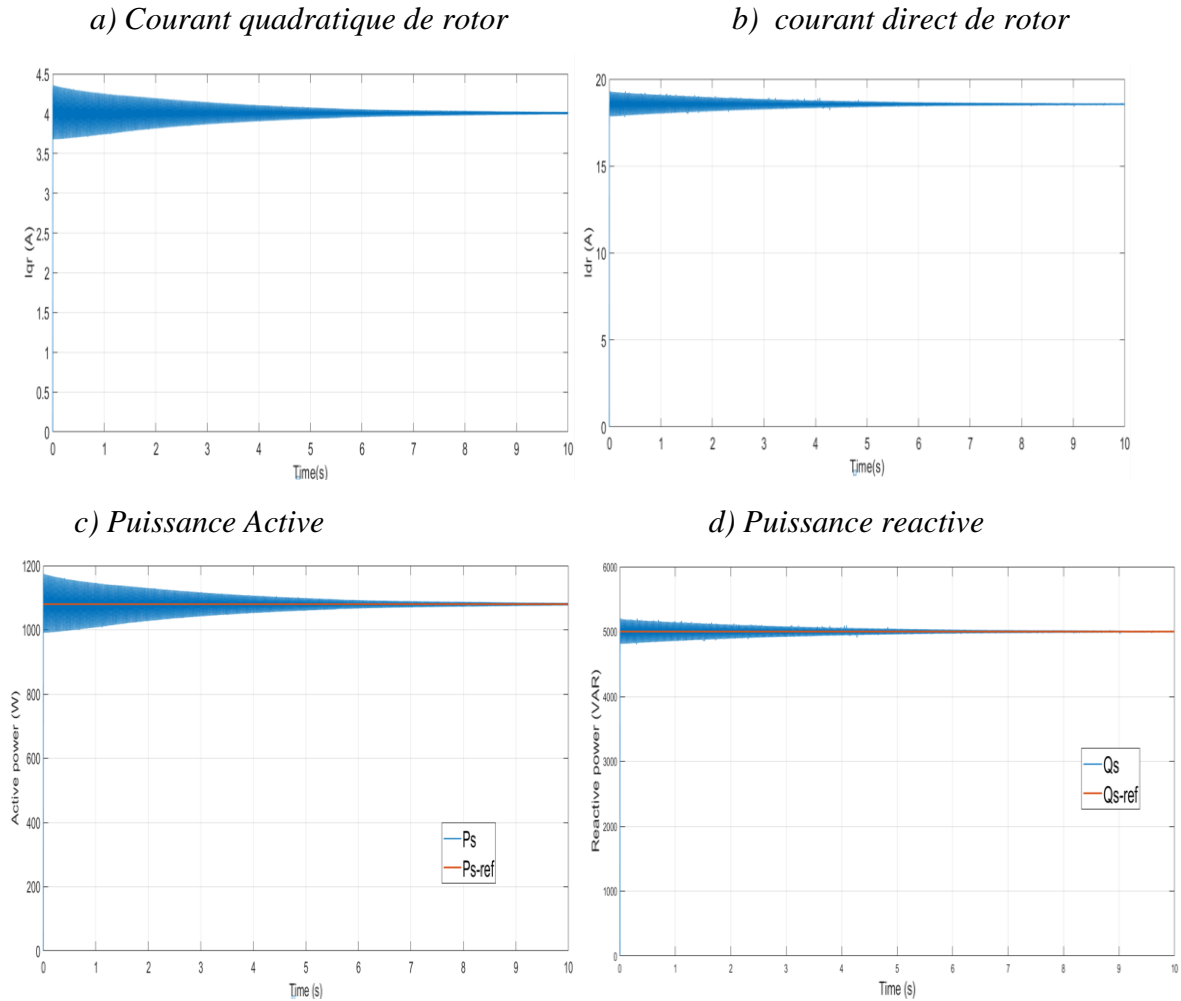 a) Courant quadratique de rotor
b) courant direct de rotor
4.5
4
3.5
3
2.5
2
1.5
1
0.5
0
Iqr (A)
0 1 2 3 4 5 6 7 8 9 10
Time(s)
20
15
10
5
0
Idr (A)
0 1 2 3 4 5 6 7 8 9 10
Time(s)
c) Puissance Active
d) Puissance reactive
1200
1000
800
600
400
200
0
Active power (W)
Ps
Ps-ref
0 1 2 3 4 5 6 7 8 9 10
Time (s)
6000
5000
4000
3000
2000
1000
0
Reactive power (VAR)
Qs
Qs-ref
0 1 2 3 4 5 6 7 8 9 10
Time (s)